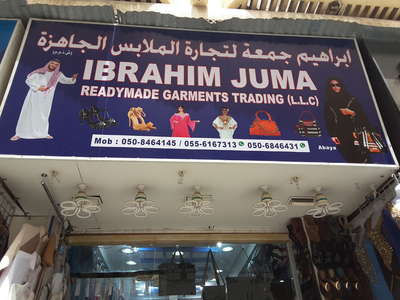 ابراهيم جمعة لتجارة الملابس الجاهزة
(ش.ذ.م.م)
IBRAHIM JUMA
READYMADE GARMENTS TRADING (L.L.C)
Mob : 050-8464145 / 055-6167313 050-6846431
Abaya